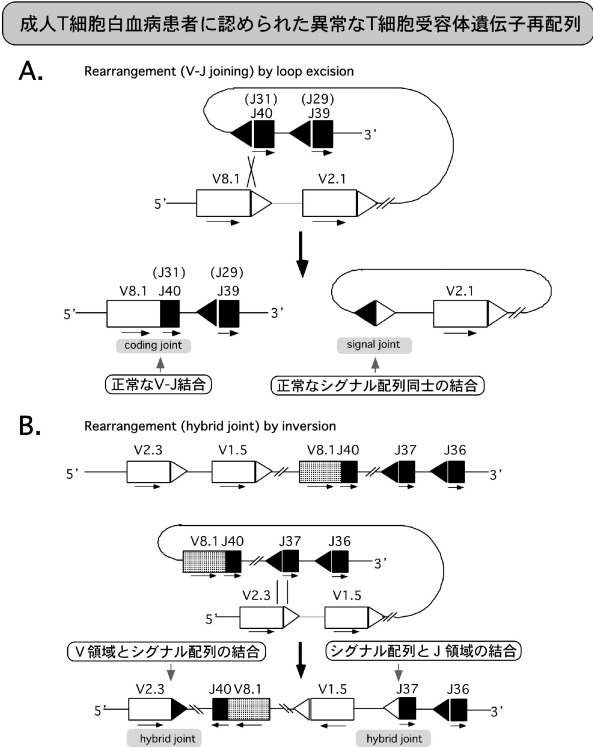 成人T細胞白血病患者に認められた異常なT細胞受容体遺伝子再配列
A.
Rearrangement (V-J joining) by loop excision
(J31) (J29)
J40 J39
3’
V8.1 V2.1
5’
(J31) (J29)
V8.1 J40 J39
5’ 3’
V2.1
coding joint
signal joint
正常なV-J結合
正常なシグナル配列同士の結合
B.
Rearrangement (hybrid joint) by inversion
V2.3 V1.5 V8.1 J40 J37 J36
5’ 3’
V8.1 J40 J37 J36
3’
V2.3 V1.5
5’
V領域とシグナル配列の結合
シグナル配列とJ領域の結合
V2.3 J40 V8.1 V1.5 J37 J36
5’ 3’
hybrid joint hybrid joint